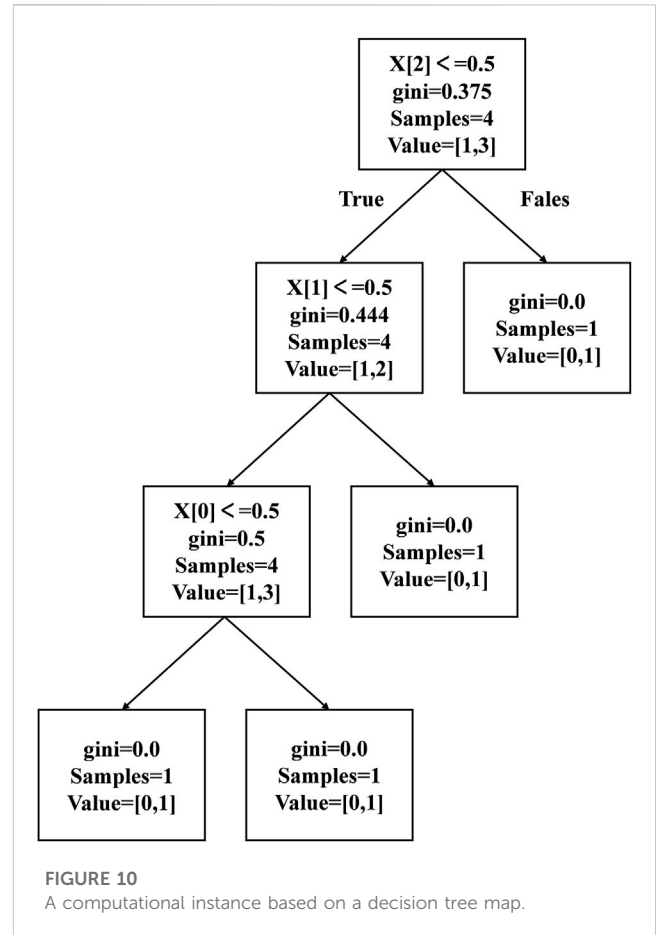 X[2] <=0.5
gini=0.375
Samples=4
Value=[1,3]
True
Fales
X[1] <=0.5
gini=0.444
Samples=4
Value=[1,2]
gini=0.0
Samples=1
Value=[0,1]
X[0] <=0.5
gini=0.5
Samples=4
Value=[1,3]
gini=0.0
Samples=1
Value=[0,1]
gini=0.0
Samples=1
Value=[0,1]
gini=0.0
Samples=1
Value=[0,1]
FIGURE 10
A computational instance based on a decision tree map.